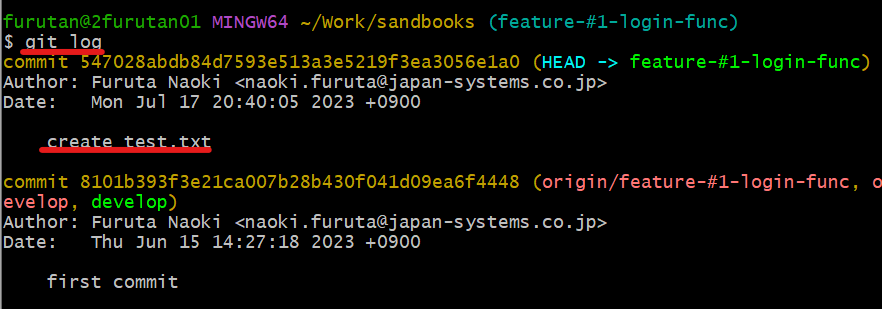 furutan@2furutan01 MINGW64 ~/Work/sandbooks (feature-#1-login-func)
$ git log
commit 547028abdb84d7593e513a3e5219f3ea3056e1a0 (HEAD -> feature-#1-login-func)
Author: Furuta Naoki <naoki.furuta@japan-systems.co.jp>
Date:   Mon Jul 17 20:40:05 2023 +0900
create test.txt
commit 8101b393f3e21ca007b28b430f041d09ea6f4448 (origin/feature-#1-login-func, o
evelop, develop)
Author: Furuta Naoki <naoki.furuta@japan-systems.co.jp>
Date:   Thu Jun 15 14:27:18 2023 +0900
first commit